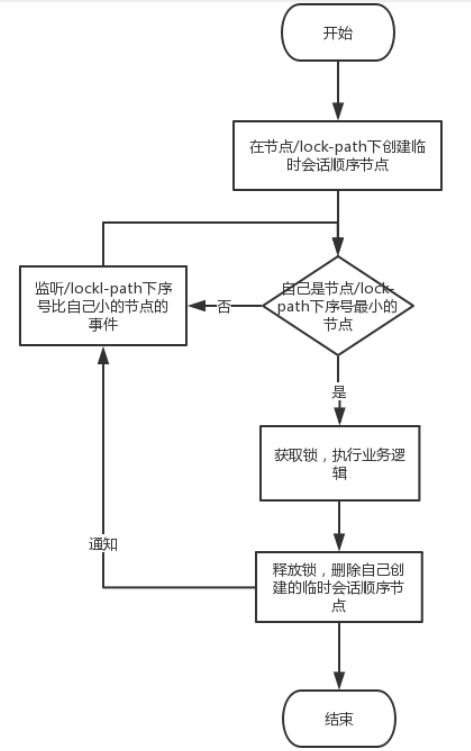 开始
在节点/lock-path下创建临
时会话顺序节点
自己是节点/lock-
path下序号最小的
节点
否
监听/lockl-path下序
号比自己小的节点的
事件
是
获取锁，执行业务逻
辑
通知
释放锁，删除自己创
建的临时会话顺序节
点
结束